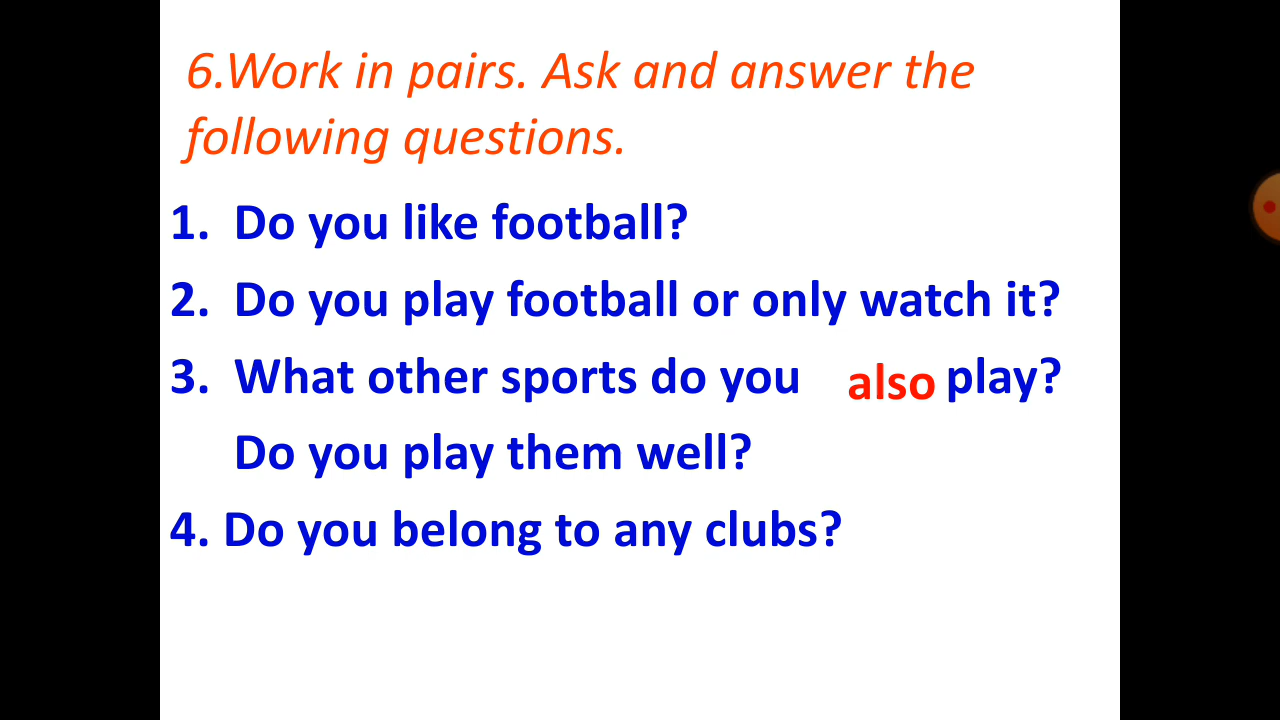 6.Work in pairs. Ask and answer the
following questions.
1. Do you like football?
2. Do you play football or only watch it?
3. What other sports do you also play?
Do you play them well?
4. Do you belong to any clubs?